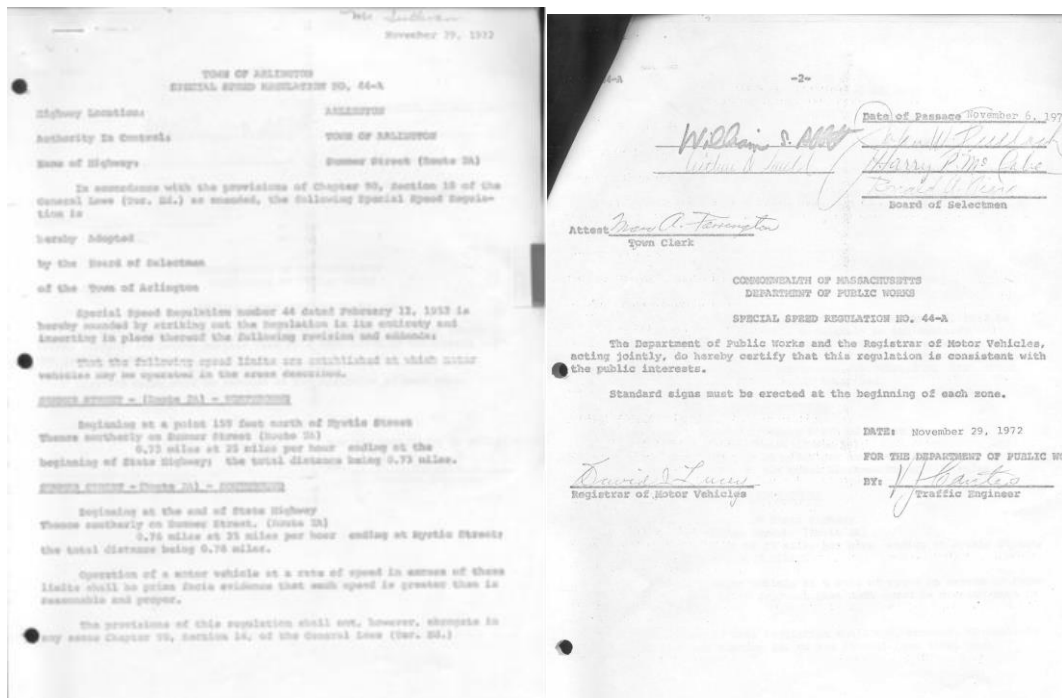 November 29, 1972
TOWN OF ARLINGTON
SPECIAL SPEED REGULATION NO. 44-A
Highway Location: ARLINGTON
Authority In Control: TOWN OF ARLINGTON
Name of Highway: Summer Street (Route 2A)
In accordance with the provisions of Chapter 90, Section 18 of the
General Laws (Ter. Ed.) as amended, the following Special Speed Regula-
tion is
hereby Adopted
by the Board of Selectmen
of the Town of Arlington
Special Speed Regulation number 44 dated February
hereby amended by striking out the Regulation in its entirety and
inserting in place thereof the following revision and addenda:
That the following speed limits are established at which motor
vehicles may be operated in the areas described.
SUMMER STREET - (Route 2A) -
Beginning at a point 159 feet north of Mystic Street
Thence northerly on Summer Street (Route 2A)
0.73 miles at 35 miles per hour ending at the
beginning of State Highway; the total distance being 0.73 miles.
SUMMER STREET - (Route 2A) -
Beginning at the end of State Highway
Thence southerly on Summer Street, (Route 2A)
miles at 35 miles per hour ending at Mystic Street;
the total distance being miles.
Operation of a motor vehicle at a rate of speed in excess of these
limits shall be prima facie evidence that such speed is greater than is
reasonable and proper.
The provisions of this regulation shall not, however, abrogate in
any sense Chapter 90, Section 14, of the General Laws (Ter. Ed.)
4-A -2-
Date of Passage November 6, 197
William S.
Harry P. McCabe
Board of Selectmen
Attest A. Farrington
Town Clerk
COMMONWEALTH OF MASSACHUSETTS
DEPARTMENT OF PUBLIC WORKS
SPECIAL SPEED REGULATION NO. 44-A
The Department of Public Works and the Registrar of Motor Vehicles,
acting jointly, do hereby certify that this regulation is consistent with
the public interests.
Standard signs must be erected at the beginning of each zone.
DATE: November 29, 1972
FOR THE DEPARTMENT OF PUBLIC WO
David
BY:
Registrar of Motor Vehicles
Traffic Engineer